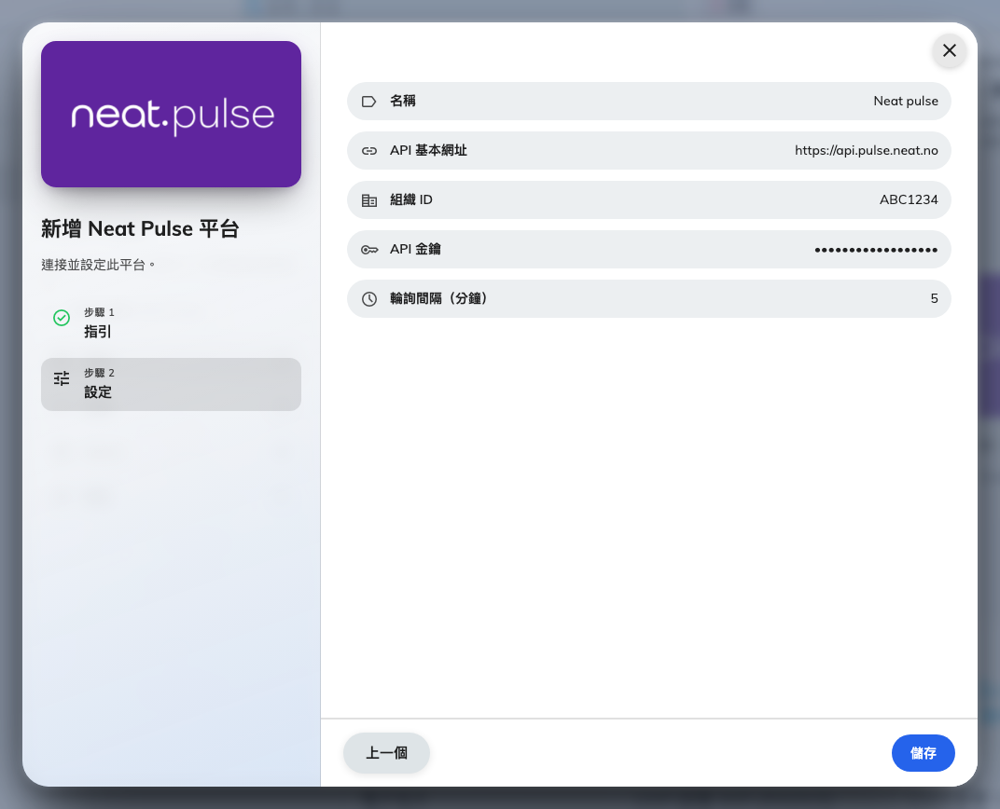 neat.pulse
新增 Neat Pulse 平台
連接並設定此平台。
步驟 1
指引
步驟 2
設定
名稱 Neat pulse
API 基本網址 https://api.pulse.neat.no
組織 ID ABC1234
API 金鑰 ••••••••••••••••••
輪詢間隔（分鐘） 5
上一個
儲存